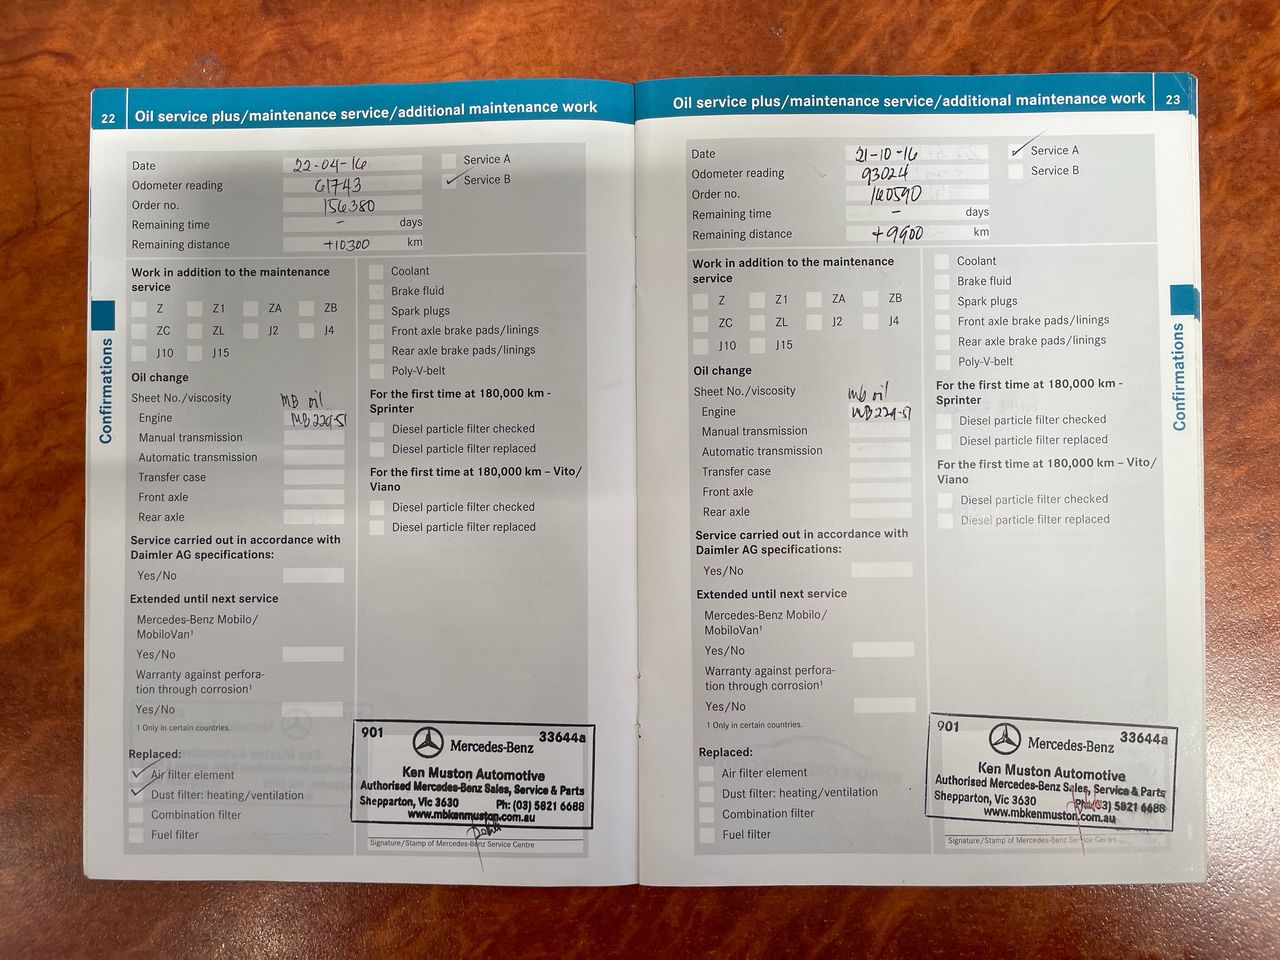 22 Oil service plus/maintenance service/additional maintenance work
Date 22-04-16 Service A
Odometer reading 61743 Service B
Order no. 156380
Remaining time - days
Remaining distance +10300 km
Work in addition to the maintenance
service
Z Z1 ZA ZB
ZC ZL J2 J4
J10 J15
Oil change
Sheet No./viscosity MB oil
Engine MB229-51
Manual transmission
Automatic transmission
Transfer case
Front axle
Rear axle
Service carried out in accordance with
Daimler AG specifications:
Yes/No
Extended until next service
Mercedes-Benz Mobilo/
MobiloVan¹
Yes/No
Warranty against perfora-
tion through corrosion¹
Yes/No
1 Only in certain countries.
Replaced:
Air filter element
Dust filter: heating/ventilation
Combination filter
Fuel filter
Coolant
Brake fluid
Spark plugs
Front axle brake pads/linings
Rear axle brake pads/linings
Poly-V-belt
For the first time at 180,000 km -
Sprinter
Diesel particle filter checked
Diesel particle filter replaced
For the first time at 180,000 km – Vito/
Viano
Diesel particle filter checked
Diesel particle filter replaced
901 33644a
Mercedes-Benz
Ken Muston Automotive
Authorised Mercedes-Benz Sales, Service & Parts
Shepparton, Vic 3630 Ph: (03) 5821 6688
www.mbkenmuston.com.au
Signature/Stamp of Mercedes-Benz Service Centre
Confirmations
Oil service plus/maintenance service/additional maintenance work 23
Date 21-10-16 Service A
Odometer reading 93024 Service B
Order no. 160590
Remaining time - days
Remaining distance +9900 km
Work in addition to the maintenance
service
Z Z1 ZA ZB
ZC ZL J2 J4
J10 J15
Oil change
Sheet No./viscosity mb oil
Engine MB229-51
Manual transmission
Automatic transmission
Transfer case
Front axle
Rear axle
Service carried out in accordance with
Daimler AG specifications:
Yes/No
Extended until next service
Mercedes-Benz Mobilo/
MobiloVan¹
Yes/No
Warranty against perfora-
tion through corrosion¹
Yes/No
1 Only in certain countries.
Replaced:
Air filter element
Dust filter: heating/ventilation
Combination filter
Fuel filter
Coolant
Brake fluid
Spark plugs
Front axle brake pads/linings
Rear axle brake pads/linings
Poly-V-belt
For the first time at 180,000 km -
Sprinter
Diesel particle filter checked
Diesel particle filter replaced
For the first time at 180,000 km – Vito/
Viano
Diesel particle filter checked
Diesel particle filter replaced
901 33644a
Mercedes-Benz
Ken Muston Automotive
Authorised Mercedes-Benz Sales, Service & Parts
Shepparton, Vic 3630 Ph: (03) 5821 6688
www.mbkenmuston.com.au
Signature/Stamp of Mercedes-Benz Service Centre
Confirmations